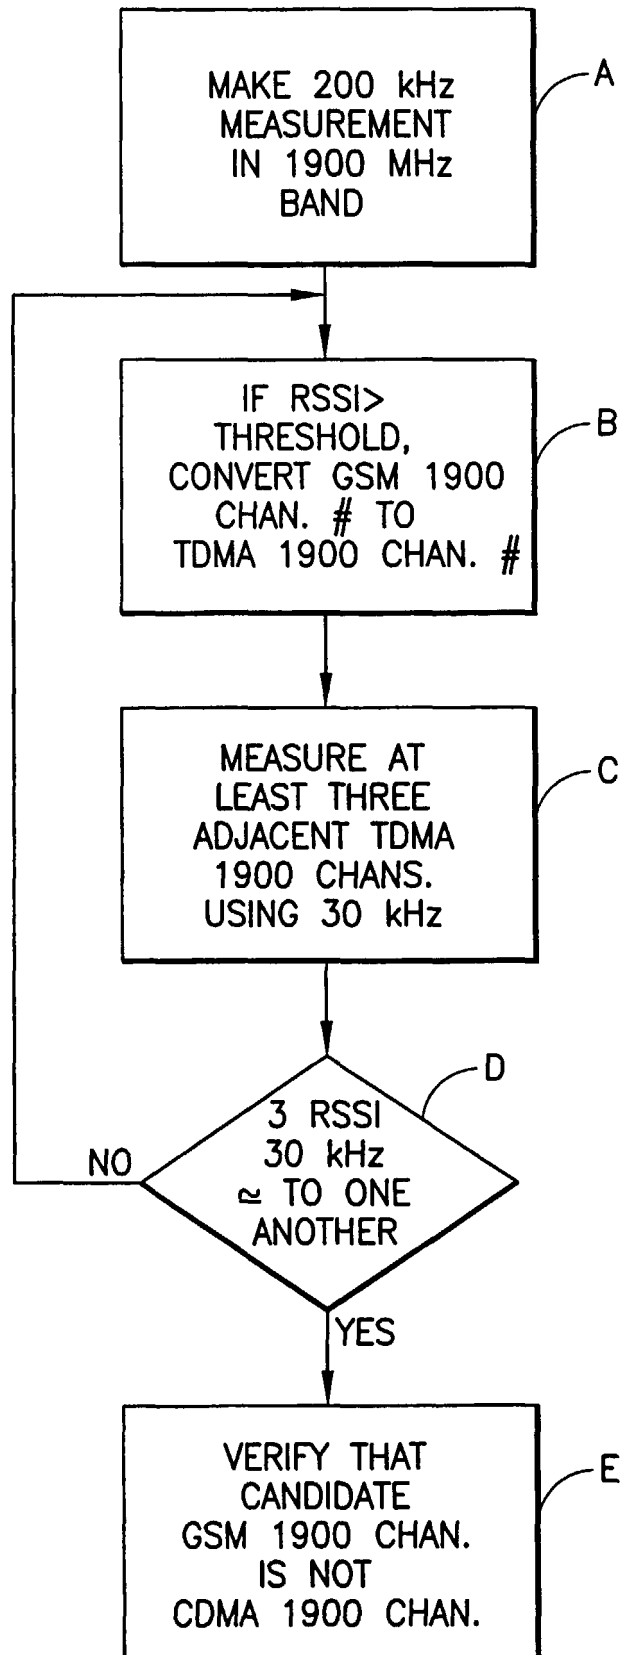 MAKE 200 kHz
MEASUREMENT
IN 1900 MHz
BAND
A
IF RSSI>
THRESHOLD,
CONVERT GSM 1900
CHAN. # TO
TDMA 1900 CHAN. #
B
MEASURE AT
LEAST THREE
ADJACENT TDMA
1900 CHANS.
USING 30 kHz
C
3 RSSI
30 kHz
≃ TO ONE
ANOTHER
D
NO
YES
VERIFY THAT
CANDIDATE
GSM 1900 CHAN.
IS NOT
CDMA 1900 CHAN.
E